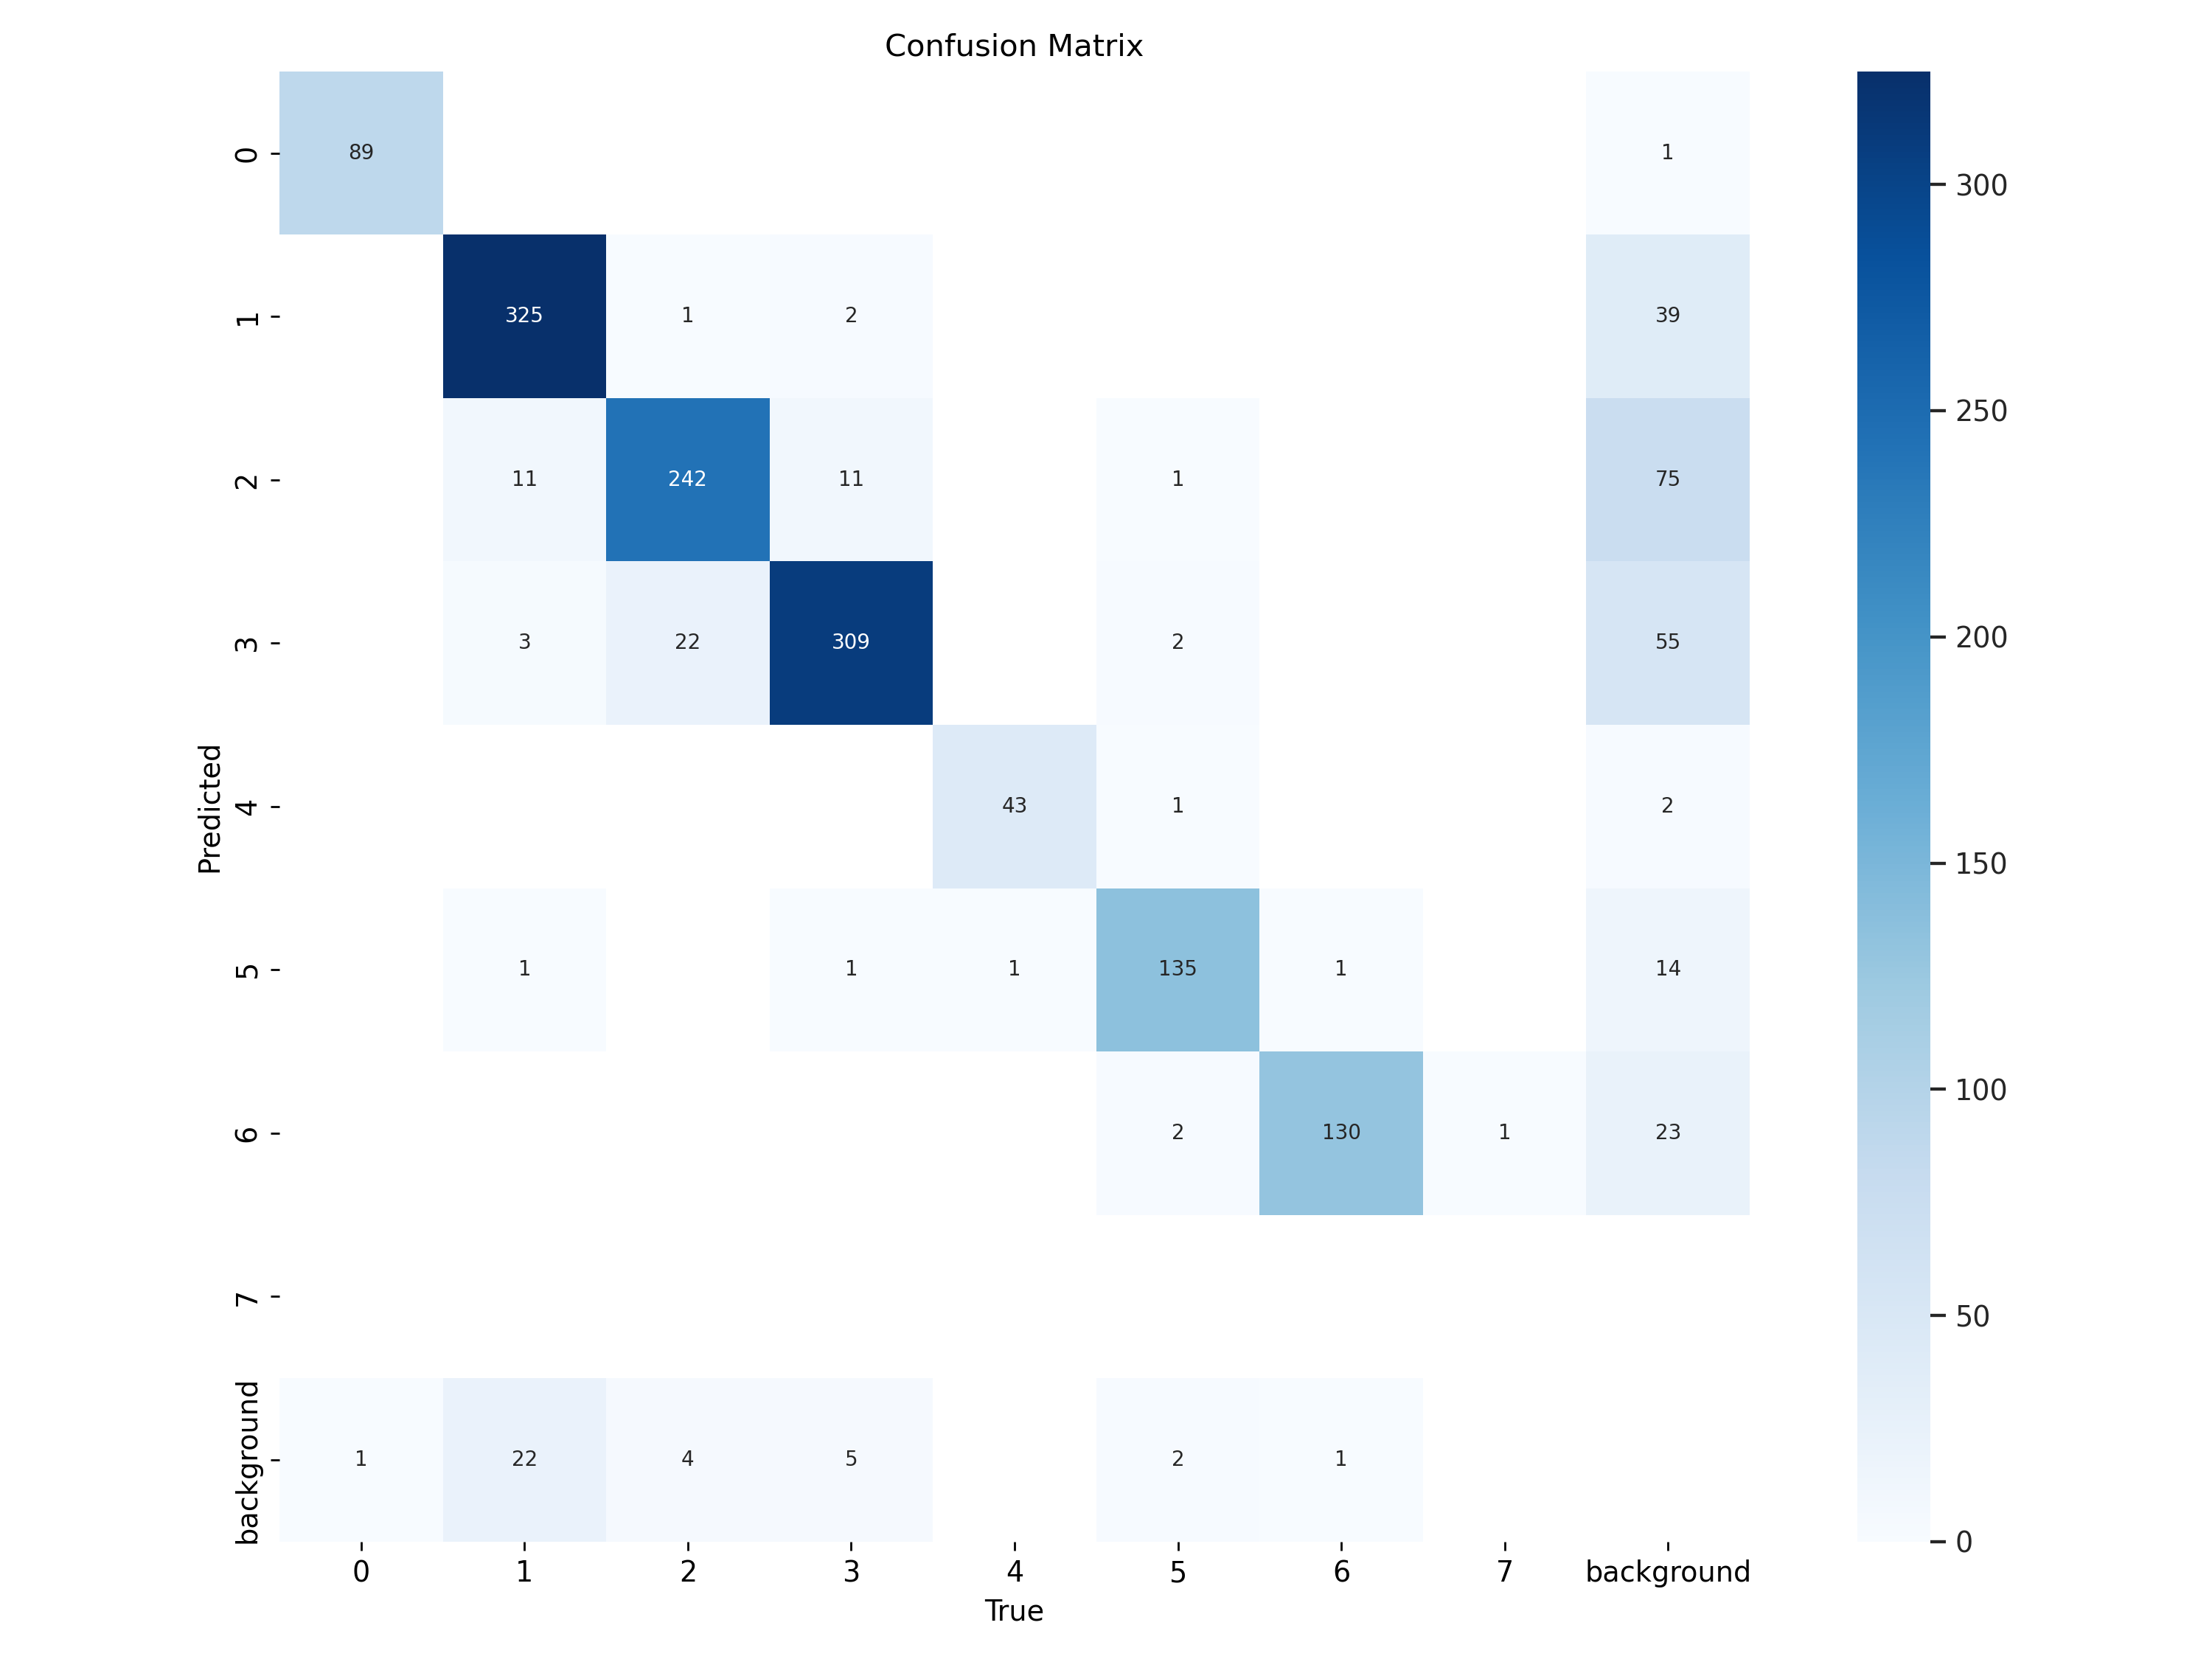 Confusion Matrix
0 89 1
1 325 1 2 39
2 11 242 11 1 75
3 3 22 309 2 55
4 43 1 2
5 1 1 1 135 1 14
6 2 130 1 23
7
background 1 22 4 5 2 1
0 1 2 3 4 5 6 7 background
True
Predicted
300
250
200
150
100
50
0